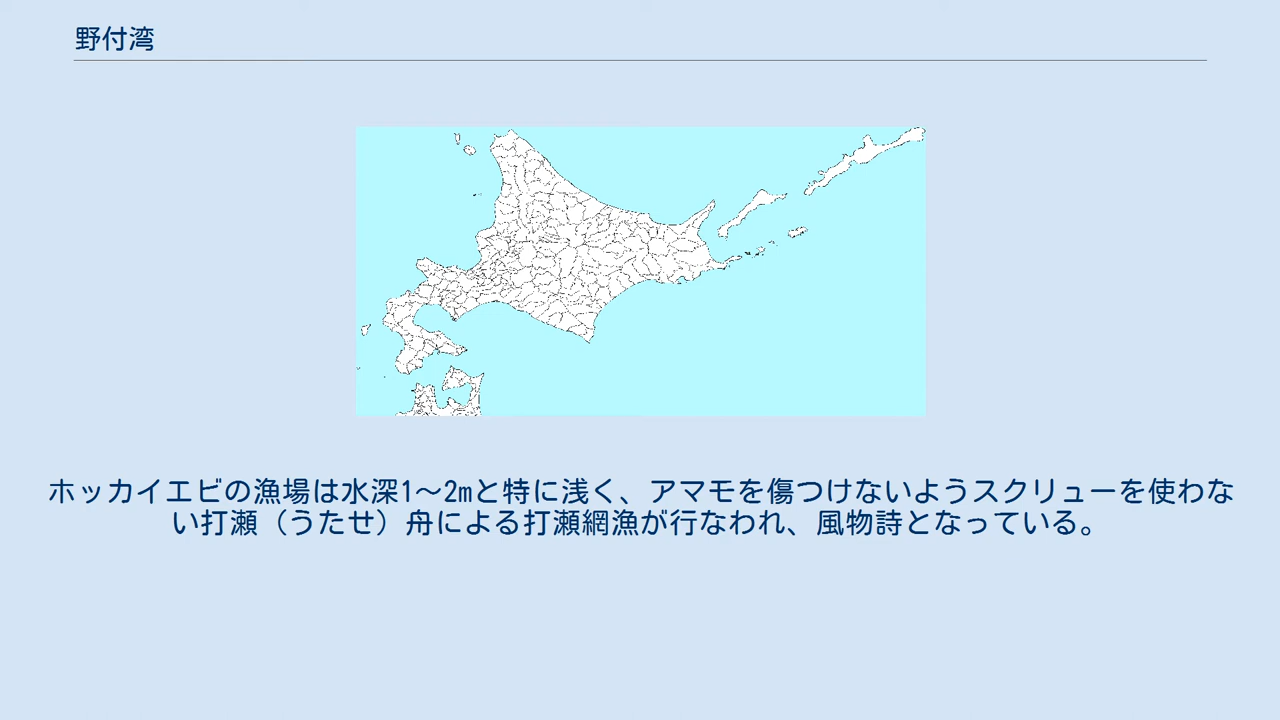 野付湾
ホッカイエビの漁場は水深1～2mと特に浅く、アマモを傷つけないようスクリューを使わな
い打瀬（うたせ）舟による打瀬網漁が行なわれ、風物詩となっている。